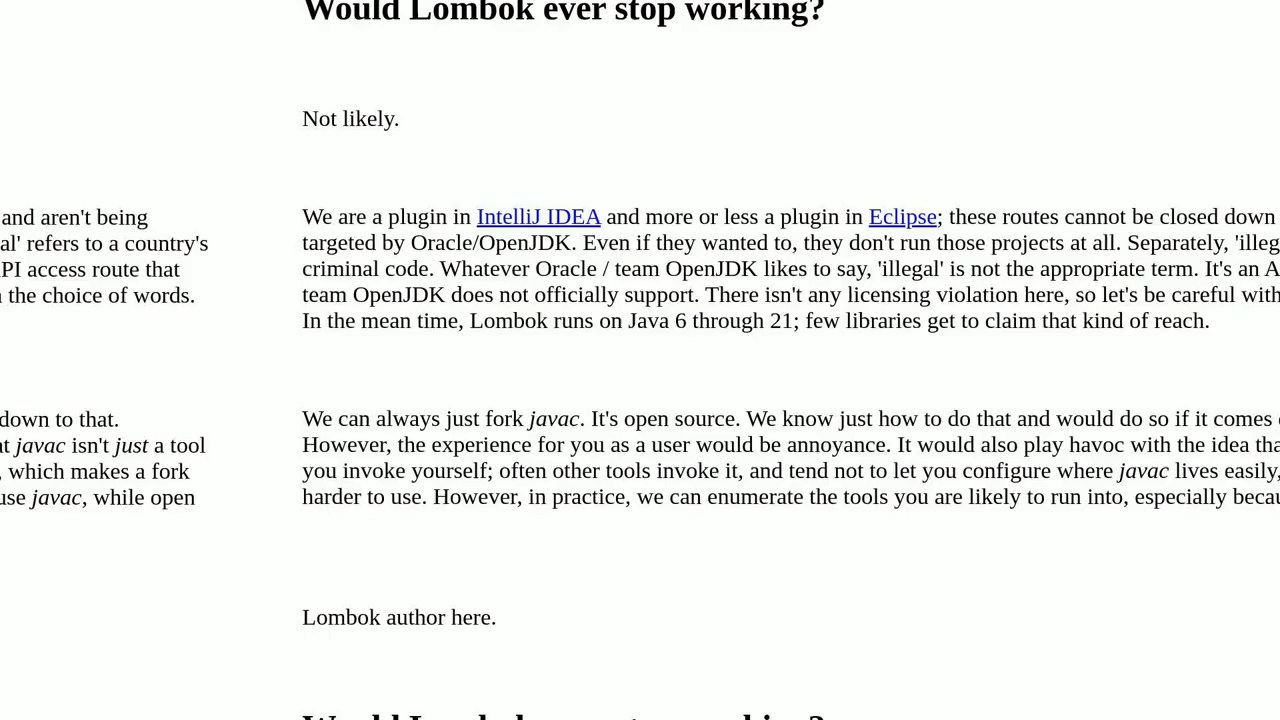 Would Lombok ever stop working?
Not likely.
and aren't being
al' refers to a country's
PI access route that
the choice of words.
We are a plugin in IntelliJ IDEA and more or less a plugin in Eclipse; these routes cannot be closed down
targeted by Oracle/OpenJDK. Even if they wanted to, they don't run those projects at all. Separately, 'illeg
criminal code. Whatever Oracle / team OpenJDK likes to say, 'illegal' is not the appropriate term. It's an A
team OpenJDK does not officially support. There isn't any licensing violation here, so let's be careful with
In the mean time, Lombok runs on Java 6 through 21; few libraries get to claim that kind of reach.
down to that.
at javac isn't just a tool
, which makes a fork
use javac, while open
We can always just fork javac. It's open source. We know just how to do that and would do so if it comes
However, the experience for you as a user would be annoyance. It would also play havoc with the idea tha
you invoke yourself; often other tools invoke it, and tend not to let you configure where javac lives easily,
harder to use. However, in practice, we can enumerate the tools you are likely to run into, especially becau
Lombok author here.